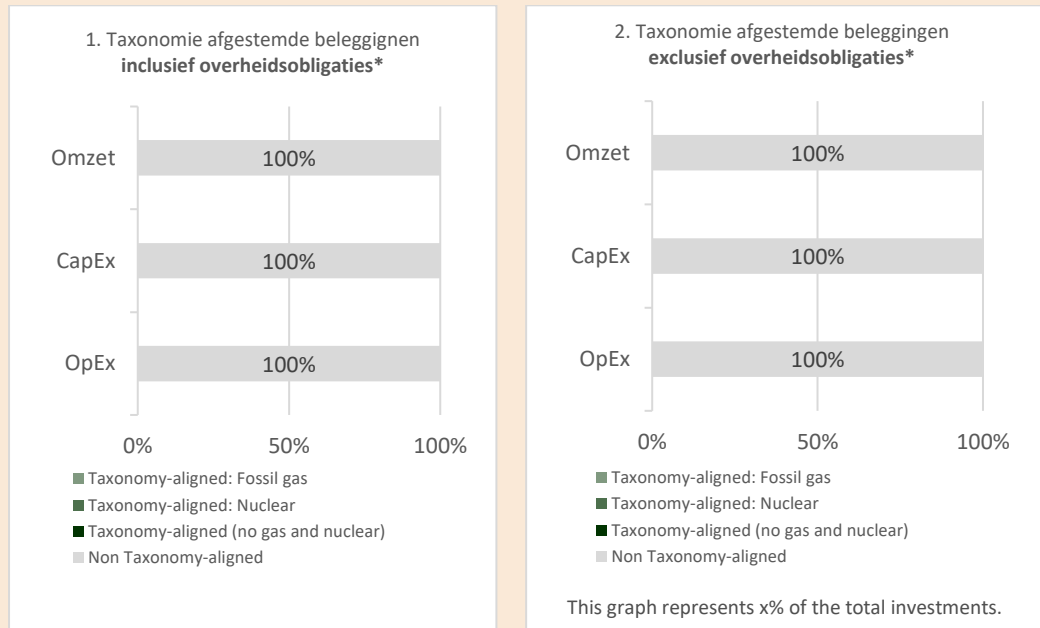 1. Taxonomie afgestemde beleggignen
inclusief overheidsobligaties*
Omzet
100%
CapEx
100%
OpEx
100%
0%
50%
100%
Taxonomy-aligned: Fossil gas
Taxonomy-aligned: Nuclear
Taxonomy-aligned (no gas and nuclear)
Non Taxonomy-aligned
2. Taxonomie afgestemde beleggingen
exclusief overheidsobligaties*
Omzet
100%
CapEx
100%
OpEx
100%
0%
50%
100%
Taxonomy-aligned: Fossil gas
Taxonomy-aligned: Nuclear
Taxonomy-aligned (no gas and nuclear)
Non Taxonomy-aligned
This graph represents x% of the total investments.